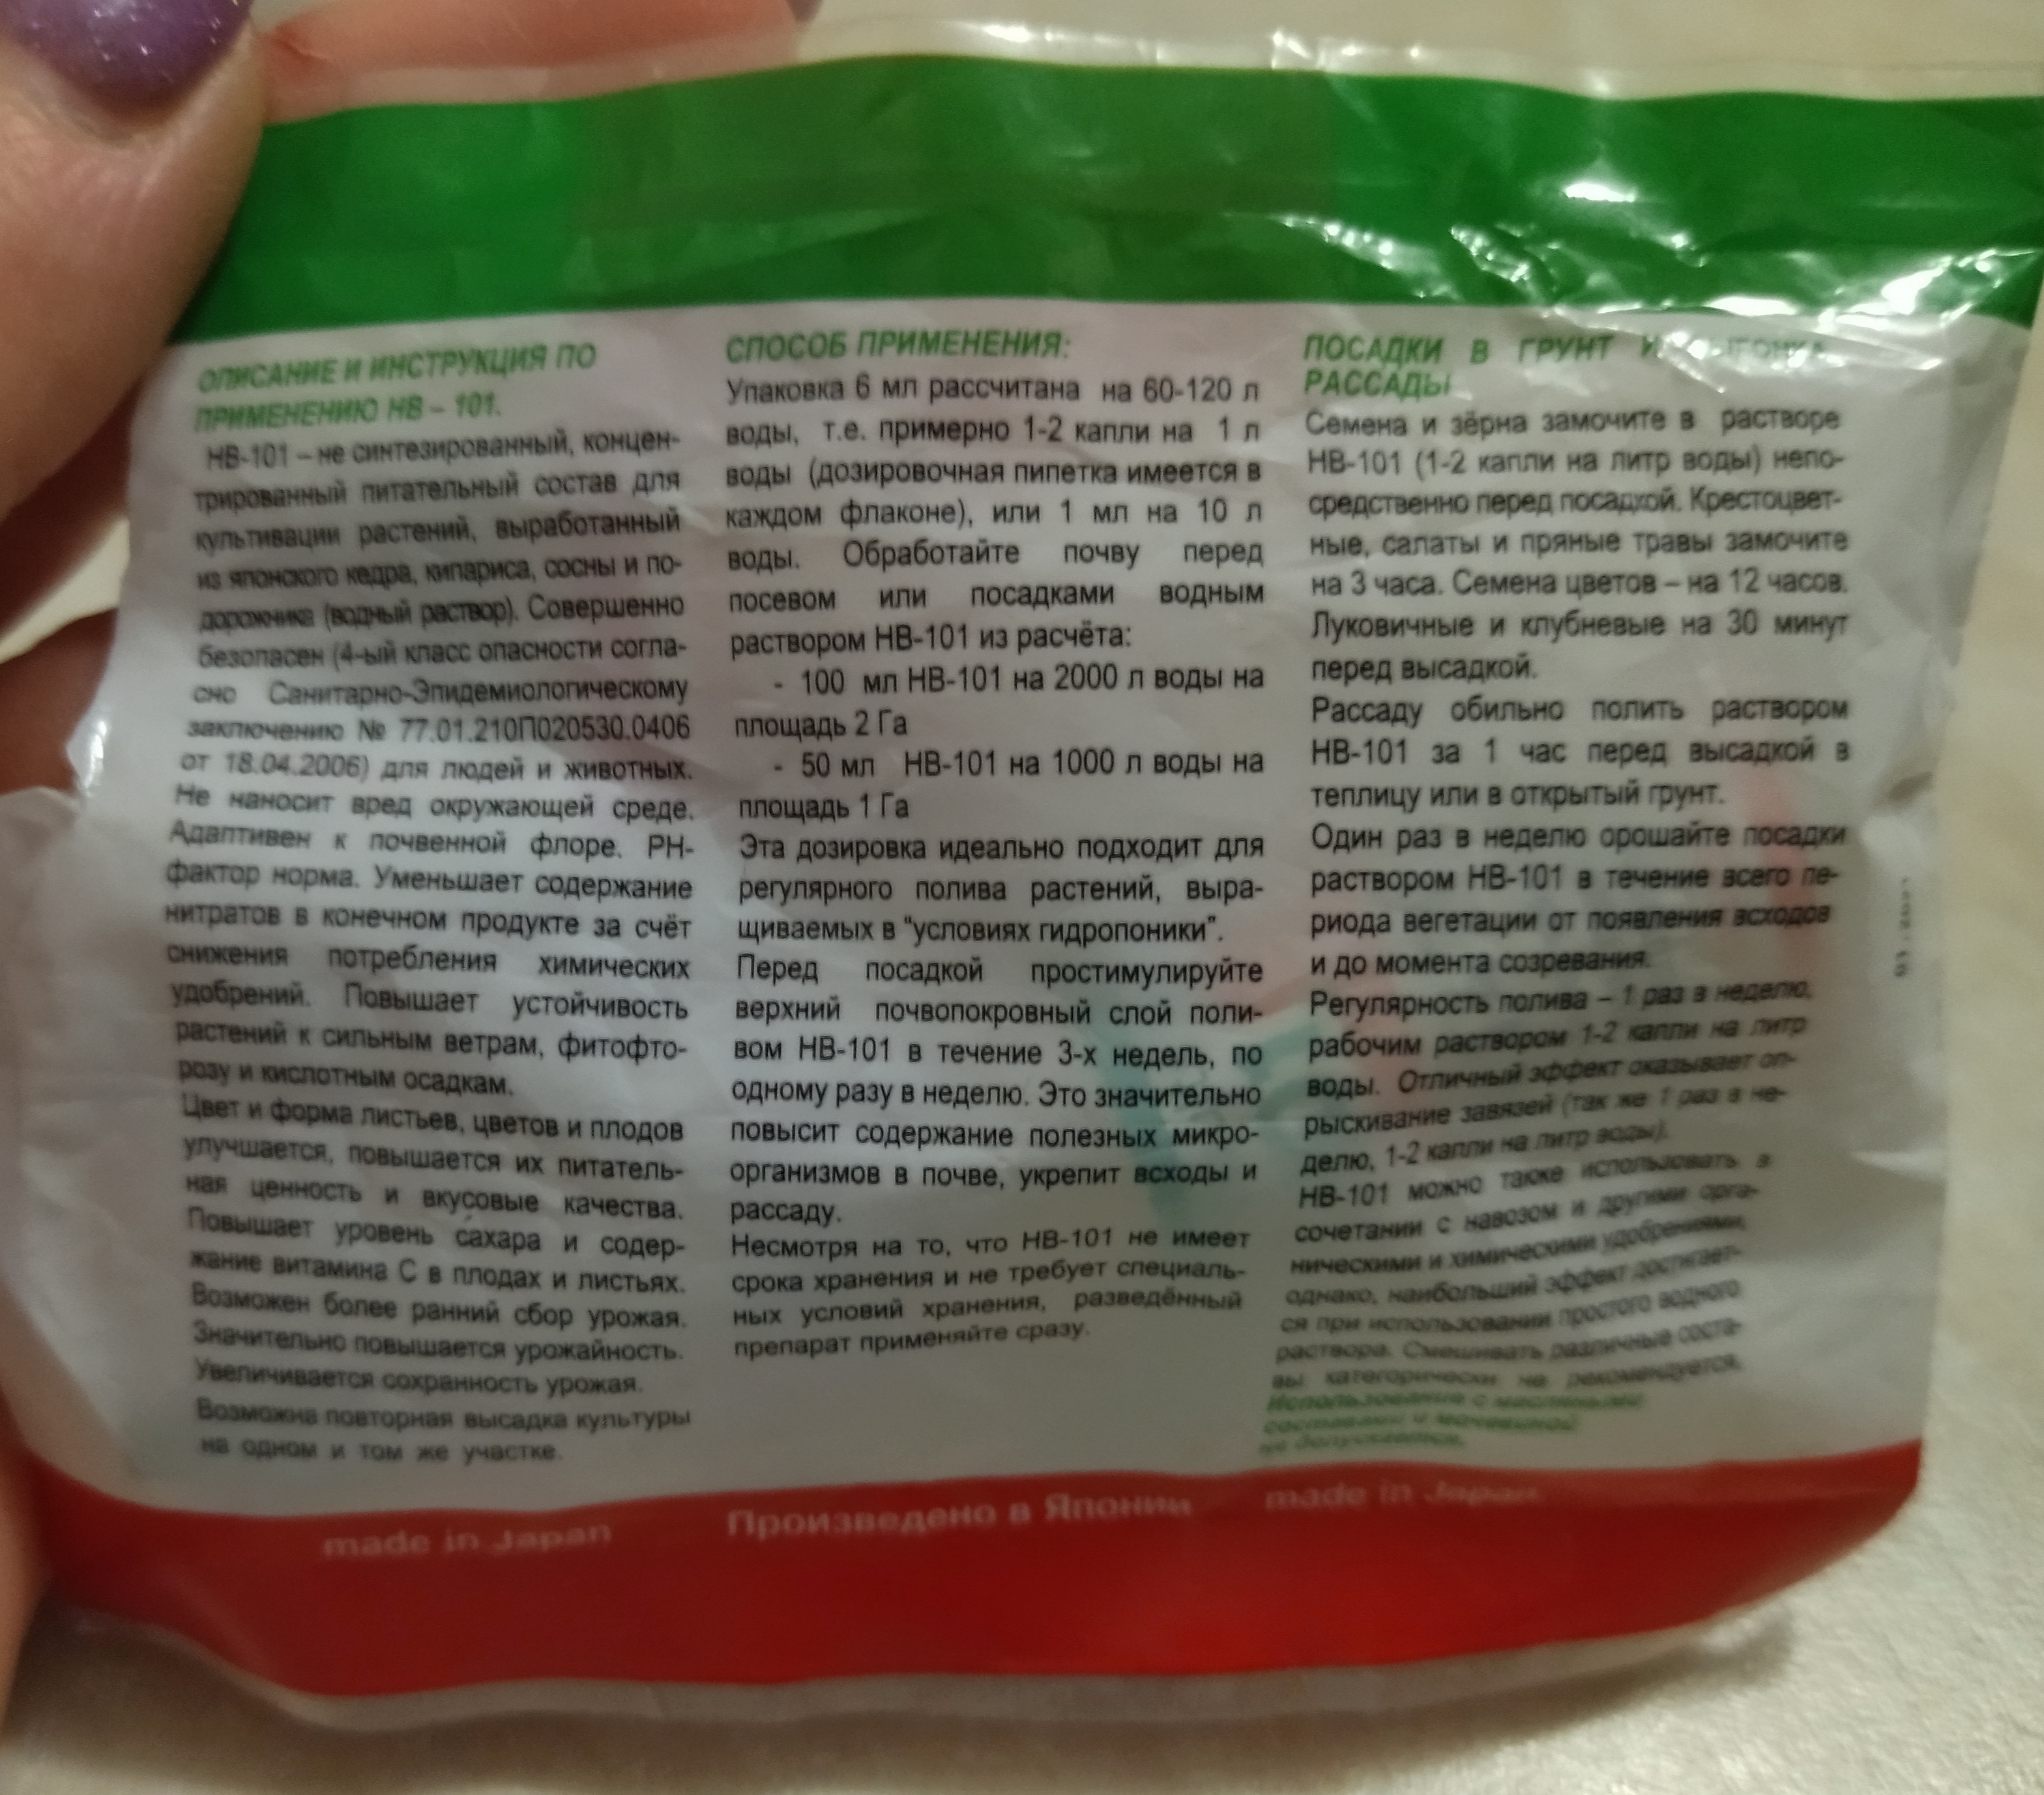 ОПИСАНИЕ И ИНСТРУКЦИЯ ПО
ПРИМЕНЕНИЮ НВ – 101.
НВ-101 – не синтезированный, концен-
трированный питательный состав для
культивации растений, выработанный
из японского кедра, кипариса, сосны и по-
дорожника (водный раствор). Совершенно
безопасен (4-ый класс опасности согла-
сно Санитарно-Эпидемиологическому
заключению № 77.01.210П020530.0406
от 18.04.2006) для людей и животных.
Не наносит вред окружающей среде.
Адаптивен к почвенной флоре. РН-
фактор норма. Уменьшает содержание
нитратов в конечном продукте за счёт
снижения потребления химических
удобрений. Повышает устойчивость
растений к сильным ветрам, фитофто-
розу и кислотным осадкам.
Цвет и форма листьев, цветов и плодов
улучшается, повышается их питатель-
ная ценность и вкусовые качества.
Повышает уровень сахара и содер-
жание витамина С в плодах и листьях.
Возможен более ранний сбор урожая.
Значительно повышается урожайность.
Увеличивается сохранность урожая.
Возможна повторная высадка культуры
на одном и том же участке.
СПОСОБ ПРИМЕНЕНИЯ:
Упаковка 6 мл рассчитана на 60-120 л
воды, т.е. примерно 1-2 капли на 1 л
воды (дозировочная пипетка имеется в
каждом флаконе), или 1 мл на 10 л
воды. Обработайте почву перед
посевом или посадками водным
раствором НВ-101 из расчёта:
- 100 мл НВ-101 на 2000 л воды на
площадь 2 Га
- 50 мл НВ-101 на 1000 л воды на
площадь 1 Га
Эта дозировка идеально подходит для
регулярного полива растений, выра-
щиваемых в "условиях гидропоники".
Перед посадкой простимулируйте
верхний почвопокровный слой поли-
вом НВ-101 в течение 3-х недель, по
одному разу в неделю. Это значительно
повысит содержание полезных микро-
организмов в почве, укрепит всходы и
рассаду.
Несмотря на то, что НВ-101 не имеет
срока хранения и не требует специаль-
ных условий хранения, разведённый
препарат применяйте сразу.
ПОСАДКИ В ГРУНТ И
РАССАДЫ
Семена и зёрна замочите в растворе
НВ-101 (1-2 капли на литр воды) непо-
средственно перед посадкой. Крестоцвет-
ные, салаты и пряные травы замочите
на 3 часа. Семена цветов – на 12 часов.
Луковичные и клубневые на 30 минут
перед высадкой.
Рассаду обильно полить раствором
НВ-101 за 1 час перед высадкой в
теплицу или в открытый грунт.
Один раз в неделю орошайте посадки
раствором НВ-101 в течение всего пе-
риода вегетации от появления всходов
и до момента созревания.
Регулярность полива – 1 раз в неделю,
рабочим раствором 1-2 капли на литр
воды. Отличный эффект оказывает оп-
рыскивание завязей (так же 1 раз в не-
делю, 1-2 капли на литр воды).
НВ-101 можно также использовать в
сочетании с навозом и другими орга-
ническими и химическими удобрениями,
однако, наибольший эффект достигает-
ся при использовании простого водного
раствора. Смешивать различные соста-
вы категорически не рекомендуется.
Использование с масляными
составами и мочевиной
не допускается.
made in Japan Произведено в Японии made in Japan